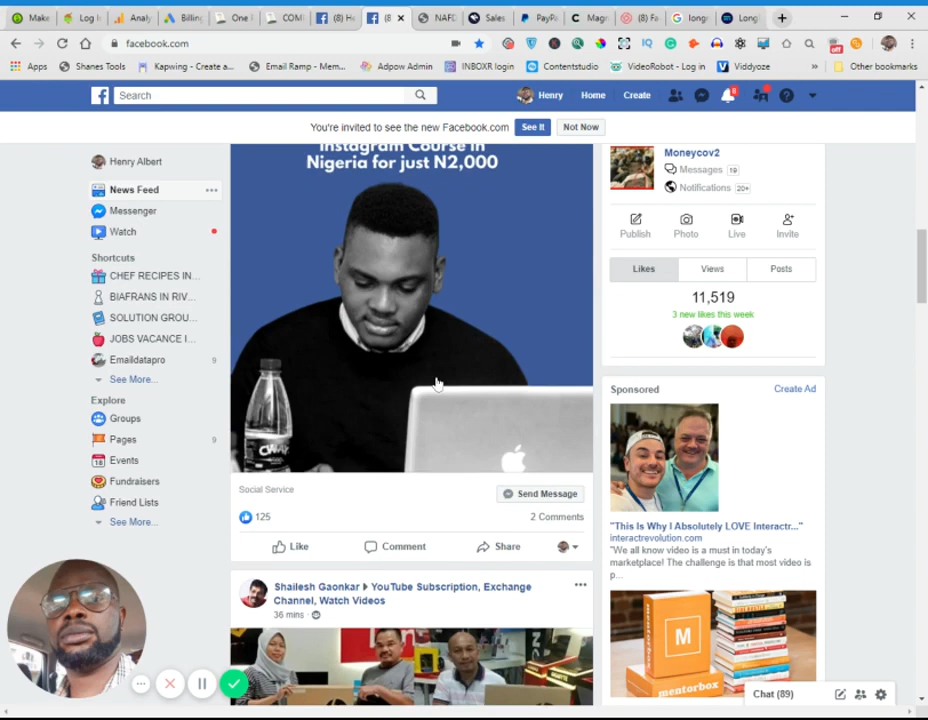 Make
Log I
Analy
Billing
One I
COM
(8) H
(8
NAFD
Sales
PayPa
Magn
(8) Fa
longs
Long
facebook.com
Apps
Shanes Tools
Kapwing - Create a...
Email Ramp - Mem...
Adpow Admin
INBOXR login
Contentstudio
VideoRobot - Log in
Viddyoze
»
Other bookmarks
Search
Henry
Home
Create
8
You're invited to see the new Facebook.com
See It
Not Now
Henry Albert
News Feed
Messenger
Watch
Shortcuts
CHEF RECIPES IN...
BIAFRANS IN RIV...
SOLUTION GROU...
JOBS VACANCE I...
Emaildatapro 9
See More...
Explore
Groups
Pages 9
Events
Fundraisers
Friend Lists
See More...
Instagram Course in
Nigeria for just N2,000
CWAY
Social Service
Send Message
125
2 Comments
Like
Comment
Share
Shailesh Gaonkar YouTube Subscription, Exchange
Channel, Watch Videos
36 mins
Moneycov2
Messages 19
Notifications 20+
Publish
Photo
Live
Invite
Likes
Views
Posts
11,519
3 new likes this week
Sponsored
Create Ad
"This Is Why I Absolutely LOVE Interactr..."
interactrevolution.com
"We all know video is a must in today's
marketplace! The challenge is that most video is
p...
M
mentorbox
Chat (89)